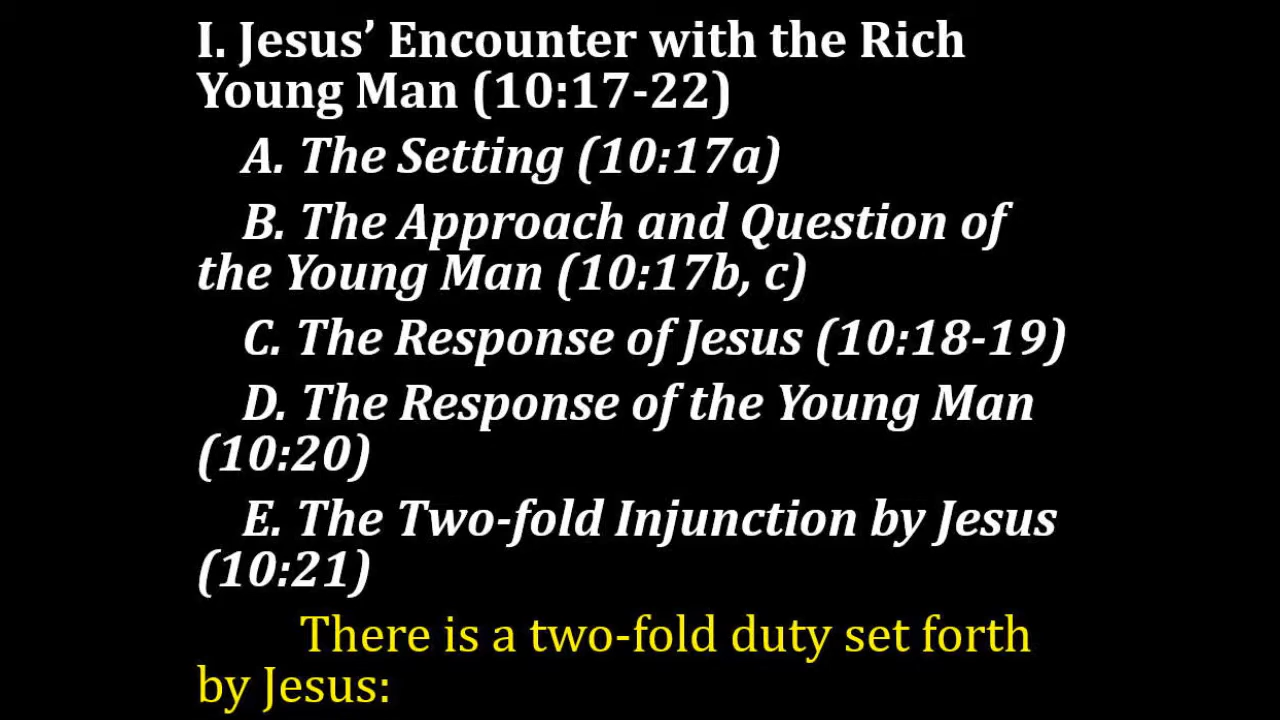 I. Jesus’ Encounter with the Rich
Young Man (10:17-22)
A. The Setting (10:17a)
B. The Approach and Question of
the Young Man (10:17b, c)
C. The Response of Jesus (10:18-19)
D. The Response of the Young Man
(10:20)
E. The Two-fold Injunction by Jesus
(10:21)
There is a two-fold duty set forth
by Jesus: